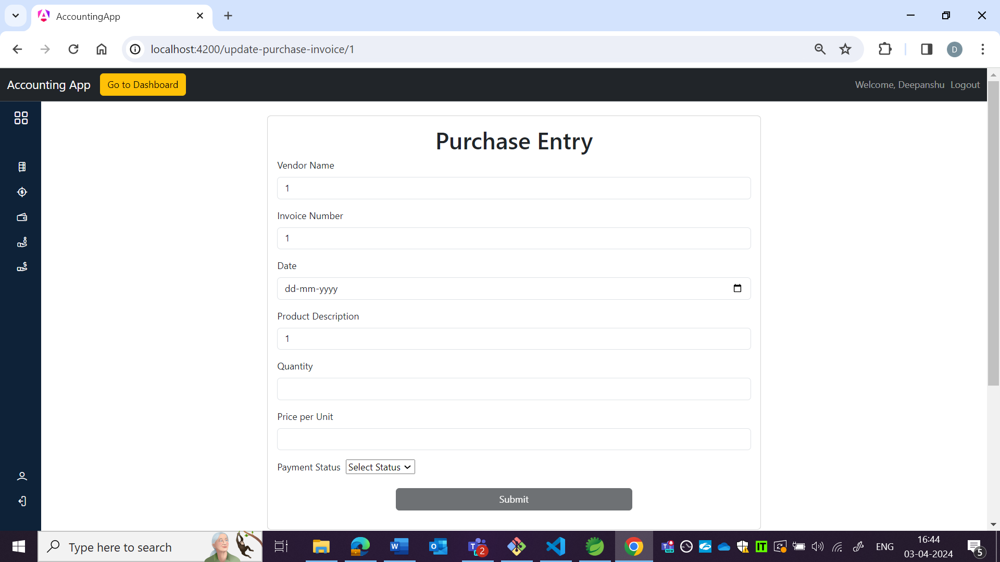 AccountingApp
localhost:4200/update-purchase-invoice/1
D
Accounting App
Go to Dashboard
Welcome, Deepanshu
Logout
Purchase Entry
Vendor Name
1
Invoice Number
1
Date
dd-mm-yyyy
Product Description
1
Quantity
Price per Unit
Payment Status
Select Status
Submit
Type here to search
2
NEW
IT
ENG
16:44
03-04-2024
5